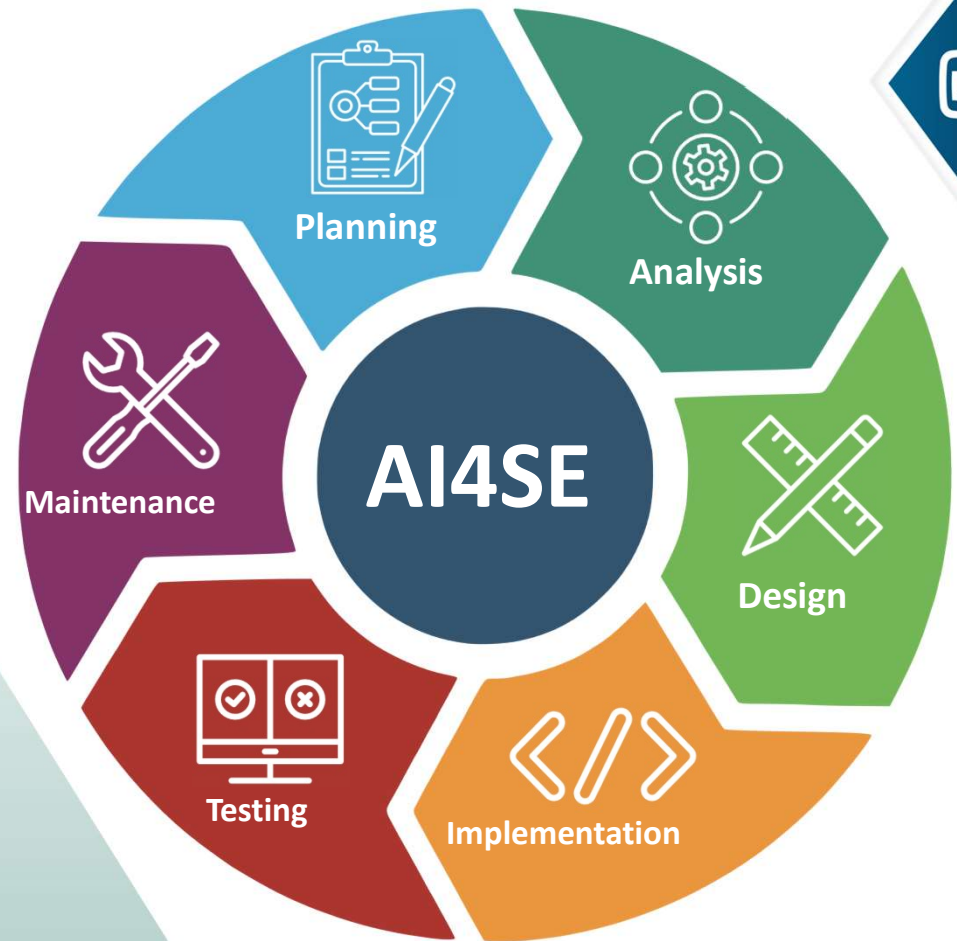 Planning
Analysis
Maintenance
AI4SE
Design
Testing
Implementation